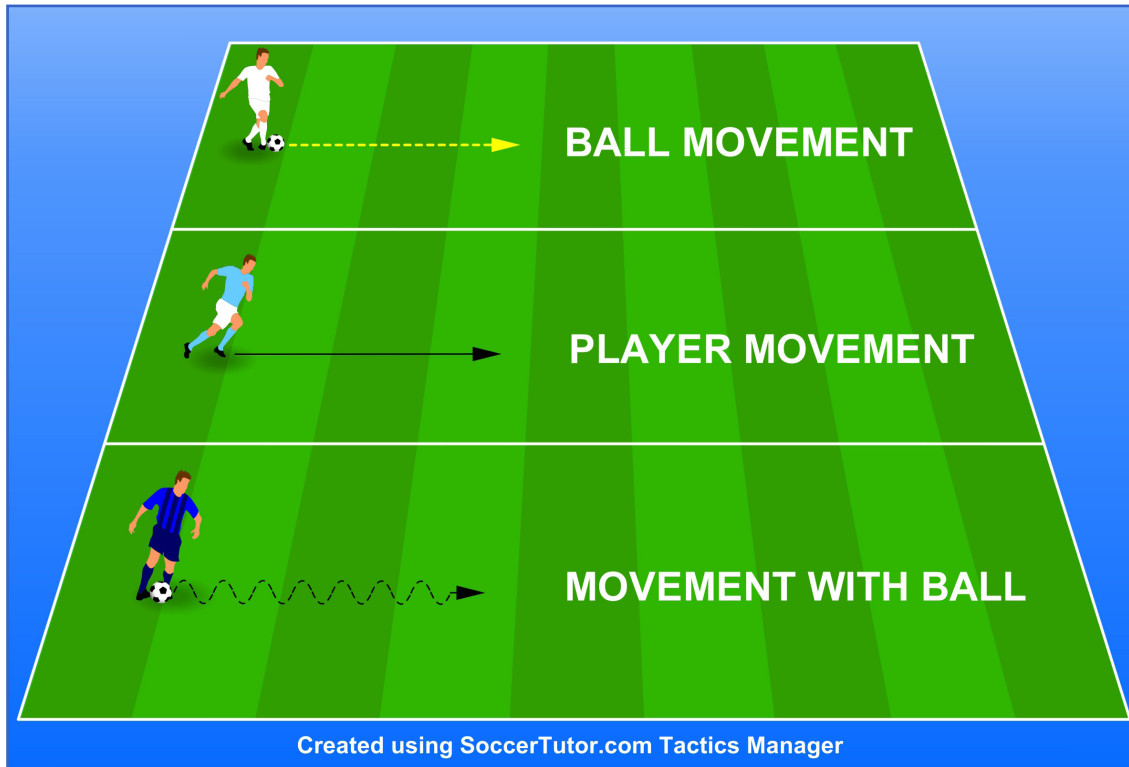 BALL MOVEMENT
PLAYER MOVEMENT
MOVEMENT WITH BALL
Created using SoccerTutor.com Tactics Manager